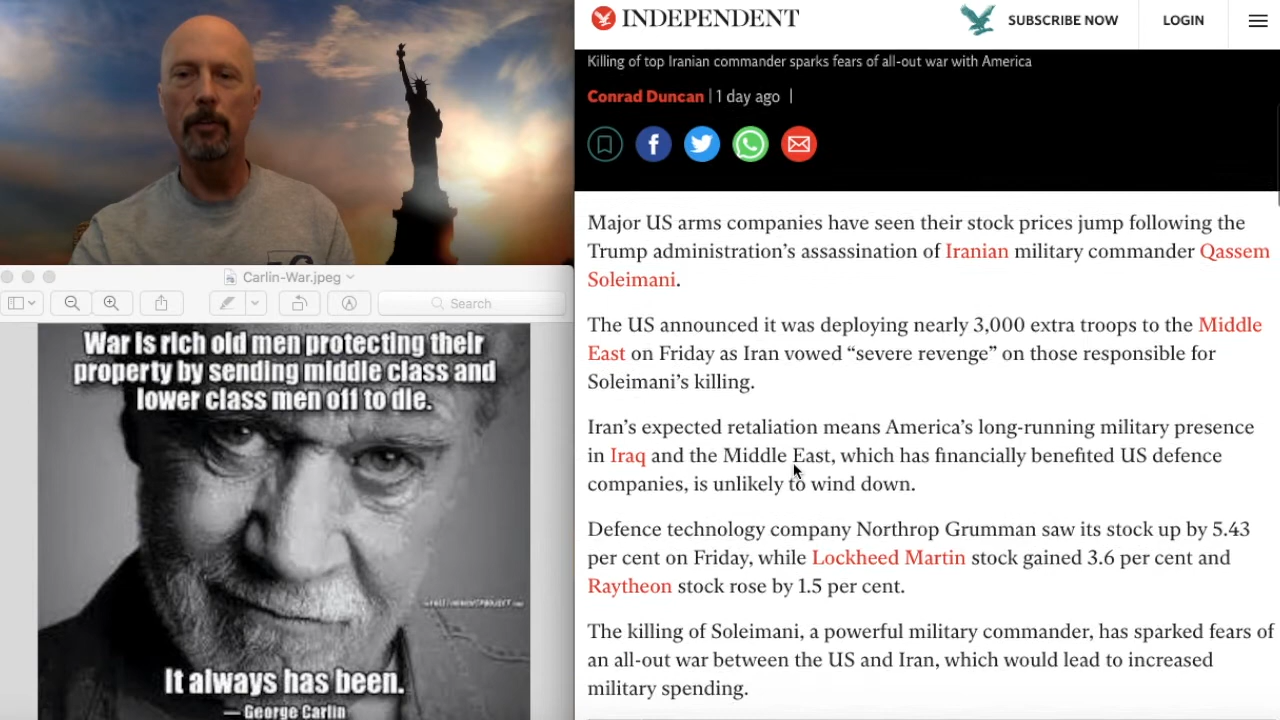 INDEPENDENT
SUBSCRIBE NOW
LOGIN
Killing of top Iranian commander sparks fears of all-out war with America
Conrad Duncan | 1 day ago |
Major US arms companies have seen their stock prices jump following the
Trump administration’s assassination of Iranian military commander Qassem
Soleimani.
The US announced it was deploying nearly 3,000 extra troops to the Middle
East on Friday as Iran vowed “severe revenge” on those responsible for
Soleimani’s killing.
Iran’s expected retaliation means America’s long-running military presence
in Iraq and the Middle East, which has financially benefited US defence
companies, is unlikely to wind down.
Defence technology company Northrop Grumman saw its stock up by 5.43
per cent on Friday, while Lockheed Martin stock gained 3.6 per cent and
Raytheon stock rose by 1.5 per cent.
The killing of Soleimani, a powerful military commander, has sparked fears of
an all-out war between the US and Iran, which would lead to increased
military spending.
Carlin-War.jpeg
Search
War is rich old men protecting their
property by sending middle class and
lower class men off to die.
It always has been.
— George Carlin